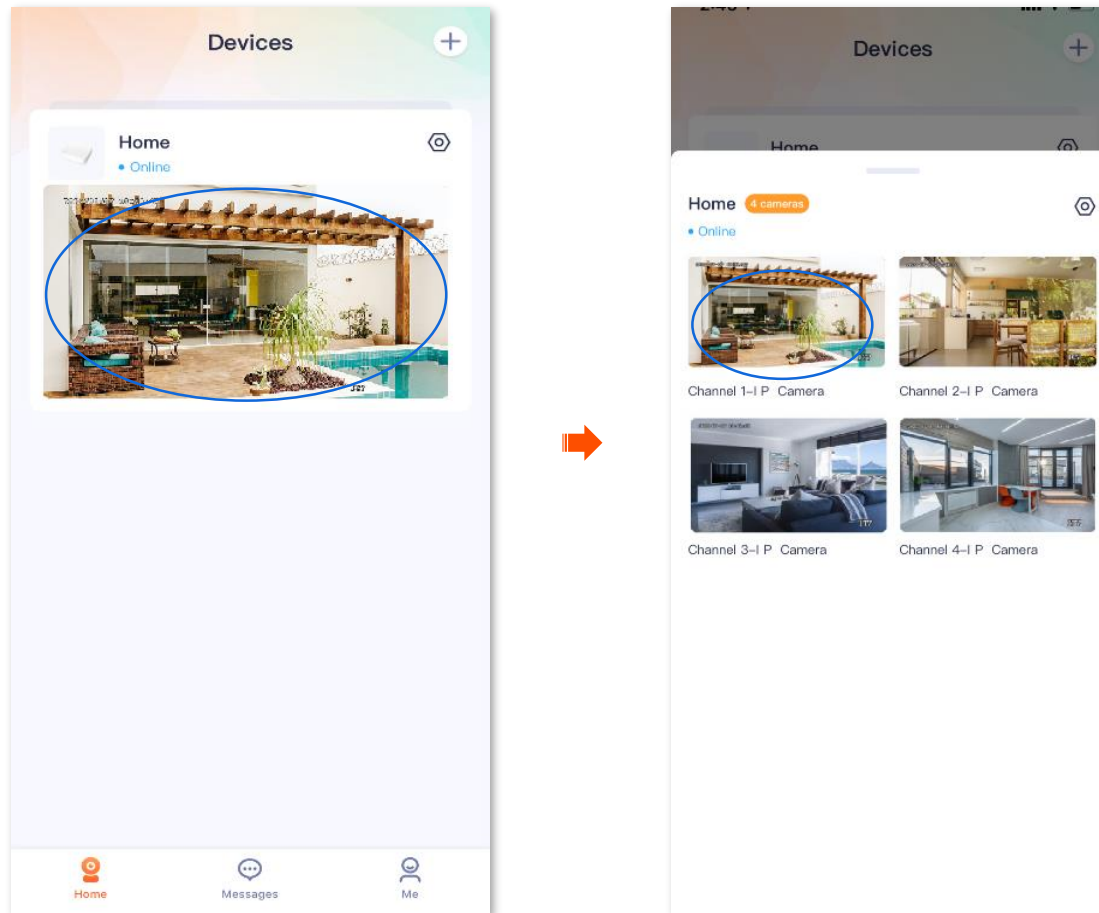 Devices
Home
• Online
Home
Messages
Me
Devices
Home
Home 4 cameras
• Online
Channel 1–I P Camera
Channel 2–I P Camera
Channel 3–I P Camera
Channel 4–I P Camera